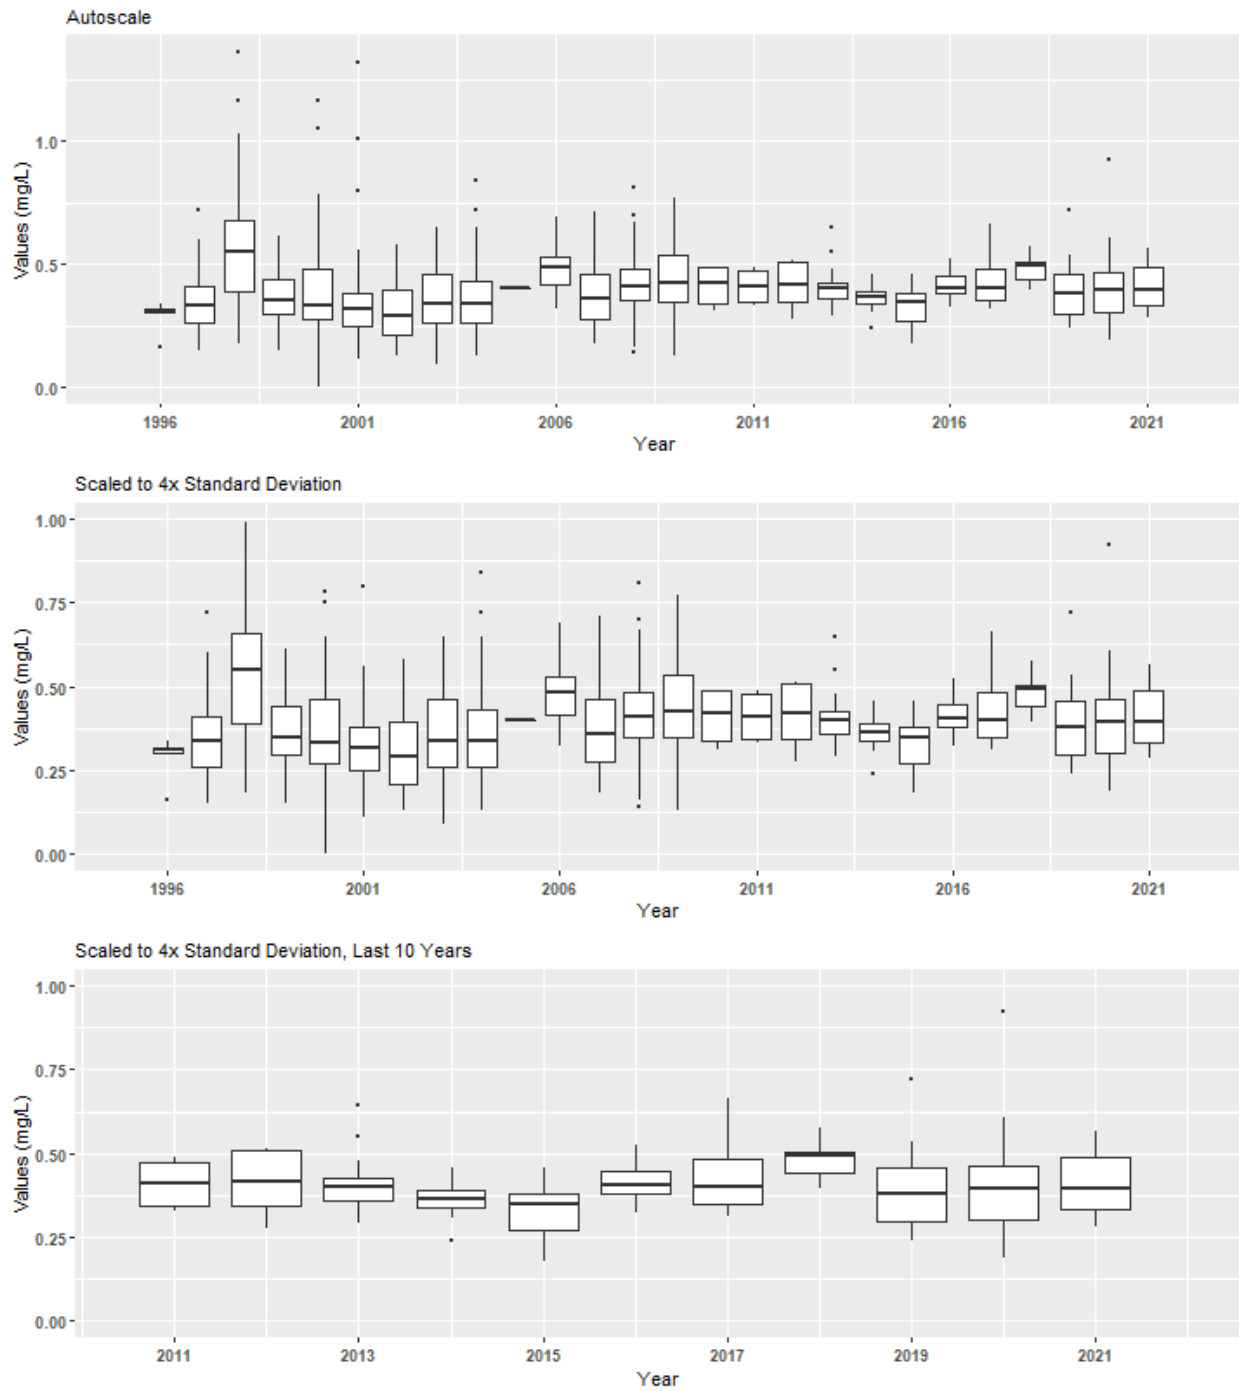 Autoscale
Values (mg/L)
1.0
0.5
0.0
1996 2001 2006 2011 2016 2021
Year
Scaled to 4x Standard Deviation
Values (mg/L)
1.00
0.75
0.50
0.25
0.00
1996 2001 2006 2011 2016 2021
Year
Scaled to 4x Standard Deviation, Last 10 Years
Values (mg/L)
1.00
0.75
0.50
0.25
0.00
2011 2013 2015 2017 2019 2021
Year